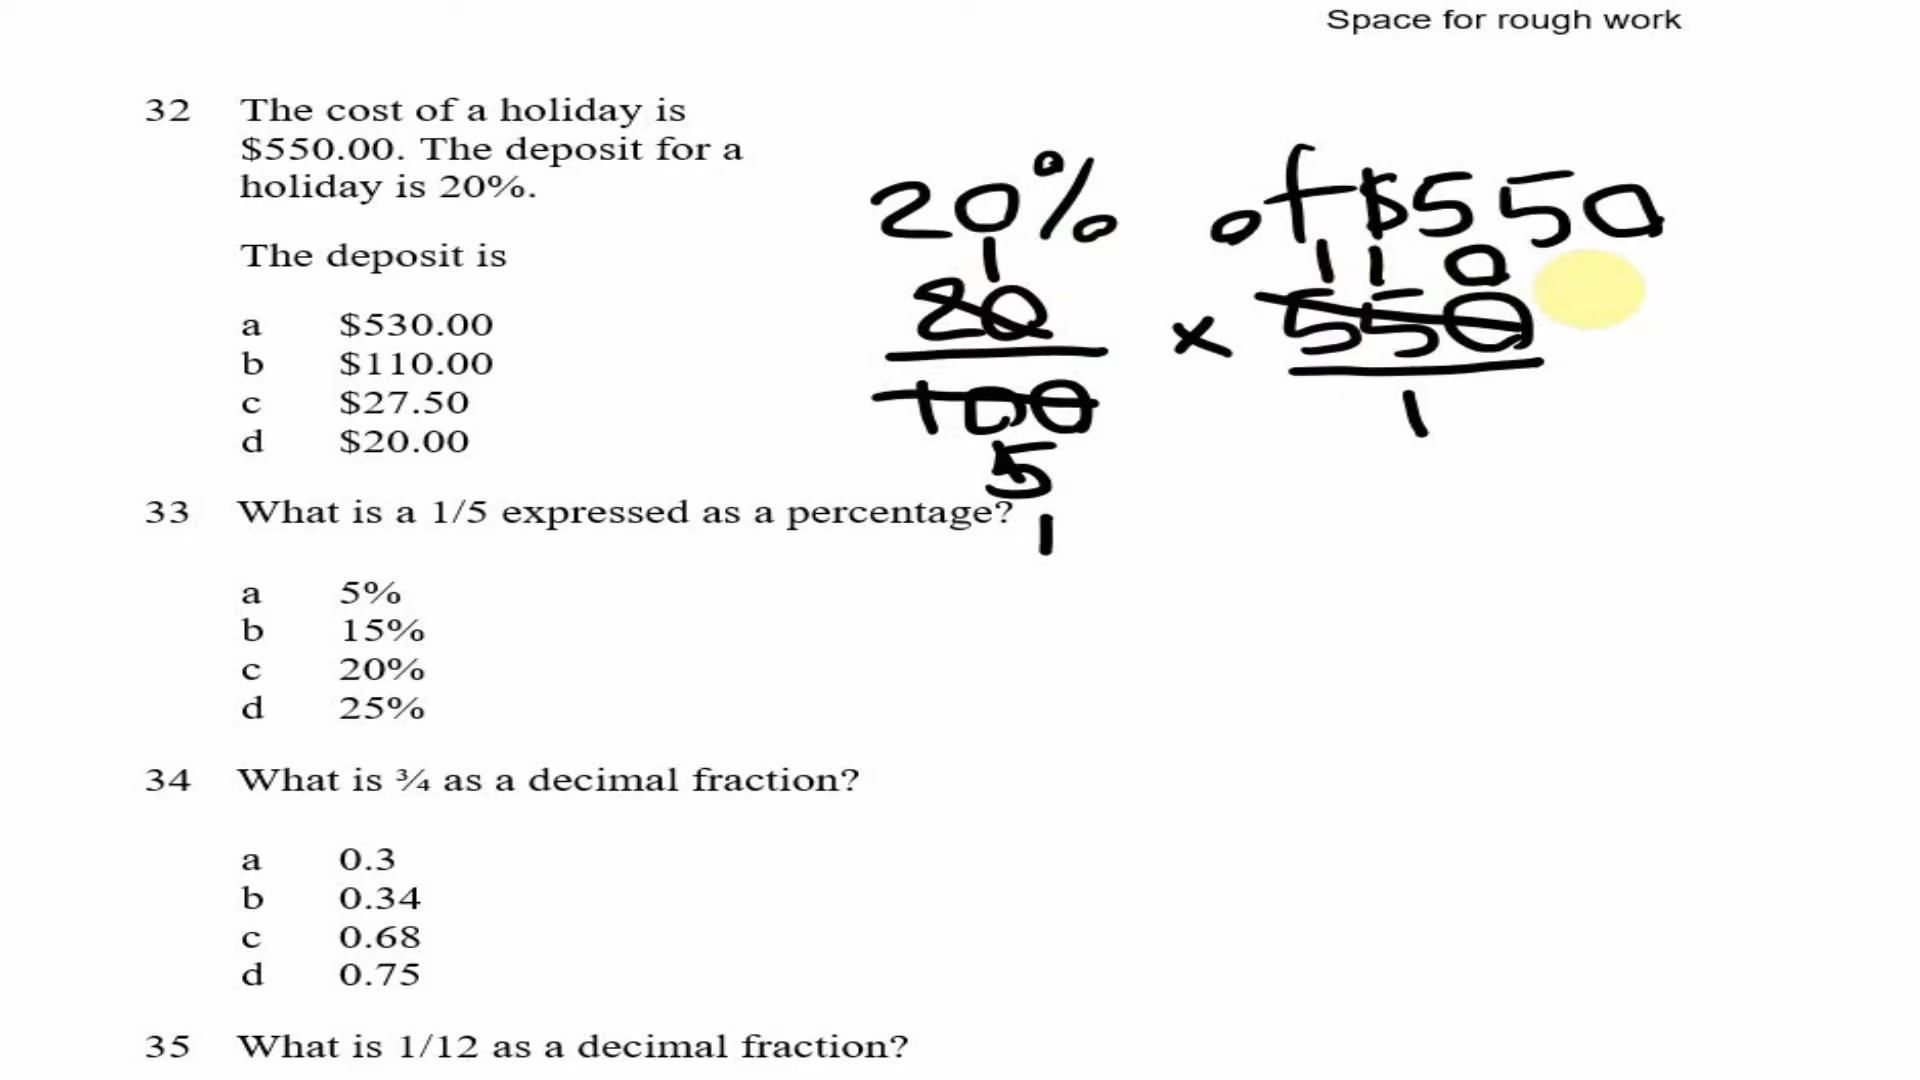 Space for rough work
32 The cost of a holiday is
$550.00. The deposit for a
holiday is 20%.
The deposit is
a $530.00
b $110.00
c $27.50
d $20.00
20% of $550
1 110
20 × 550
100 1
5
1
33 What is a 1/5 expressed as a percentage?
a 5%
b 15%
c 20%
d 25%
34 What is ¾ as a decimal fraction?
a 0.3
b 0.34
c 0.68
d 0.75
35 What is 1/12 as a decimal fraction?